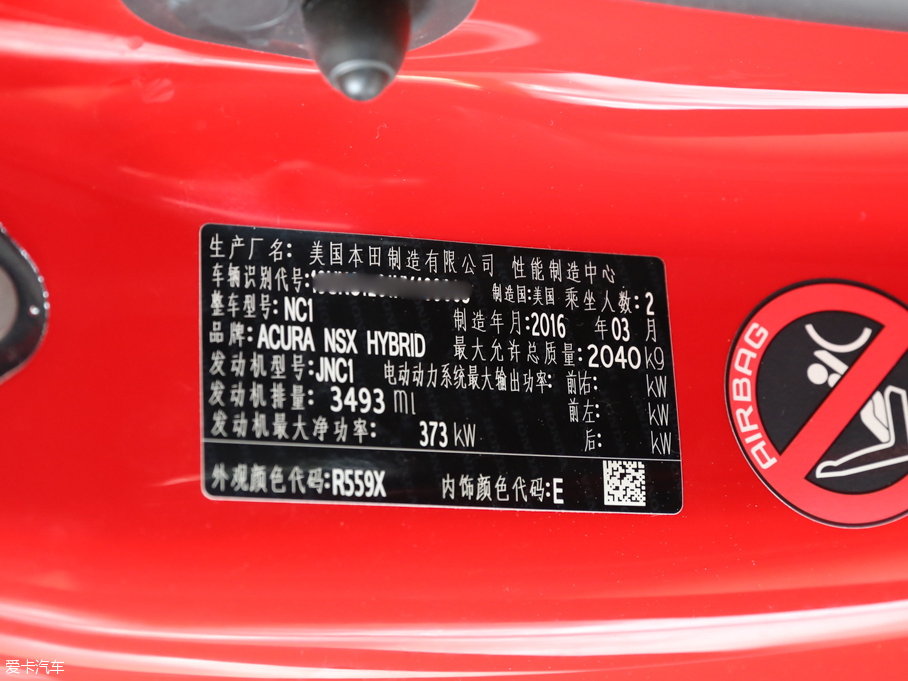 生产厂名: 美国本田制造有限公司 性能制造中心
车辆识别代号: 制造国:美国 乘坐人数:2
整车型号:NC1 制造年月:2016 年03 月
品牌:ACURA NSX HYBRID 最大允许总质量:2040 kg
发动机型号:JNC1 电动动力系统最大输出功率: 前右: kW
发动机排量: 3493 ml 前左: kW
发动机最大净功率: 373 kW 后: kW
外观颜色代码:R559X 内饰颜色代码:E
AIRBAG
爱卡汽车